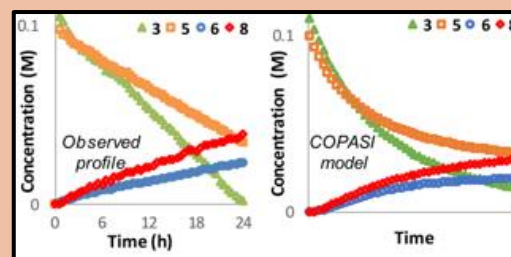 0.1
3 5 6 8
Concentration (M)
Observed
profile
0
0 6 12 18 24
Time (h)
0.1
3 5 6 8
Concentration (M)
COPASI
model
0
Time